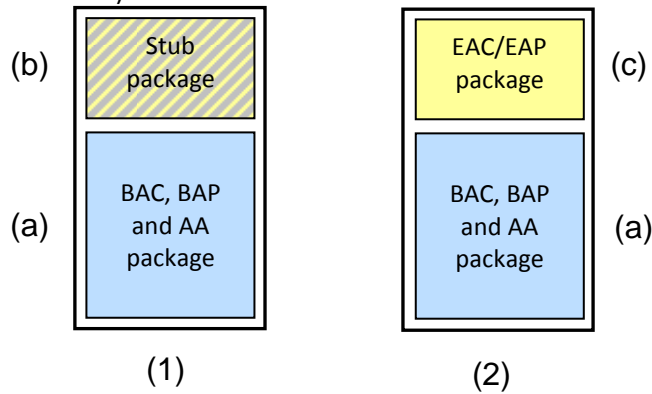 (b)
Stub
package
EAC/EAP
package
(c)
(a)
BAC, BAP
and AA
package
BAC, BAP
and AA
package
(a)
(1)
(2)